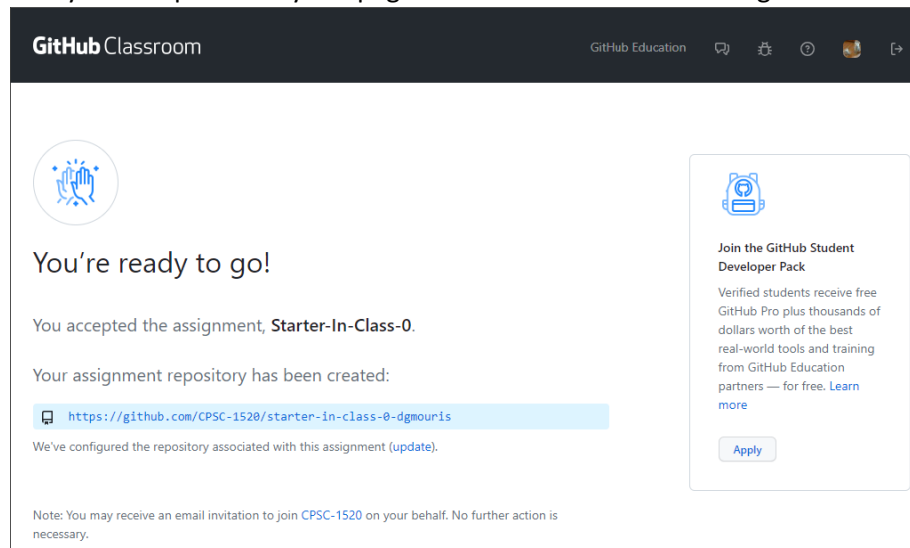 GitHub Classroom
GitHub Education
You're ready to go!
You accepted the assignment, Starter-In-Class-0.
Your assignment repository has been created:
https://github.com/CPSC-1520/starter-in-class-0-dgmouris
We've configured the repository associated with this assignment (update).
Note: You may receive an email invitation to join CPSC-1520 on your behalf. No further action is
necessary.
Join the GitHub Student
Developer Pack
Verified students receive free
GitHub Pro plus thousands of
dollars worth of the best
real-world tools and training
from GitHub Education
partners — for free. Learn
more
Apply